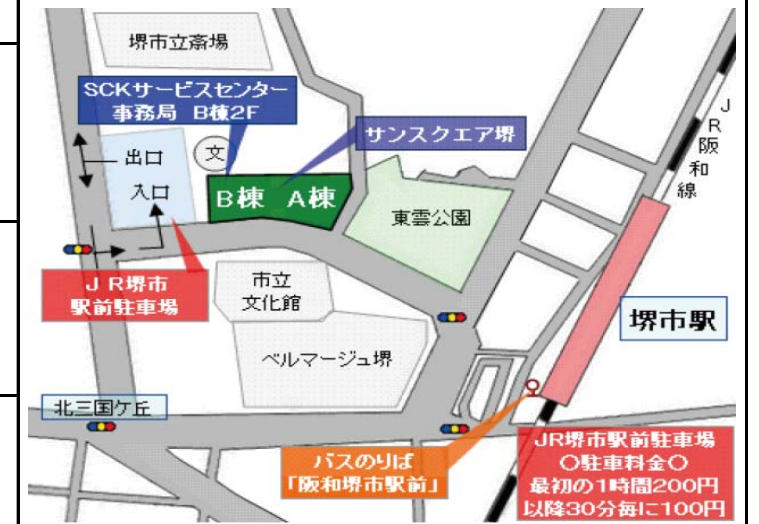 堺市立斎場
SCKサービスセンター
事務局 B棟2F
サンスクエア堺
JR阪和線
出口
文
入口
B棟 A棟
東雲公園
JR堺市
駅前駐車場
市立
文化館
堺市駅
ベルマージュ堺
北三国ケ丘
バスのりば
「阪和堺市駅前」
JR堺市駅前駐車場
○駐車料金○
最初の1時間200円
以降30分毎に100円